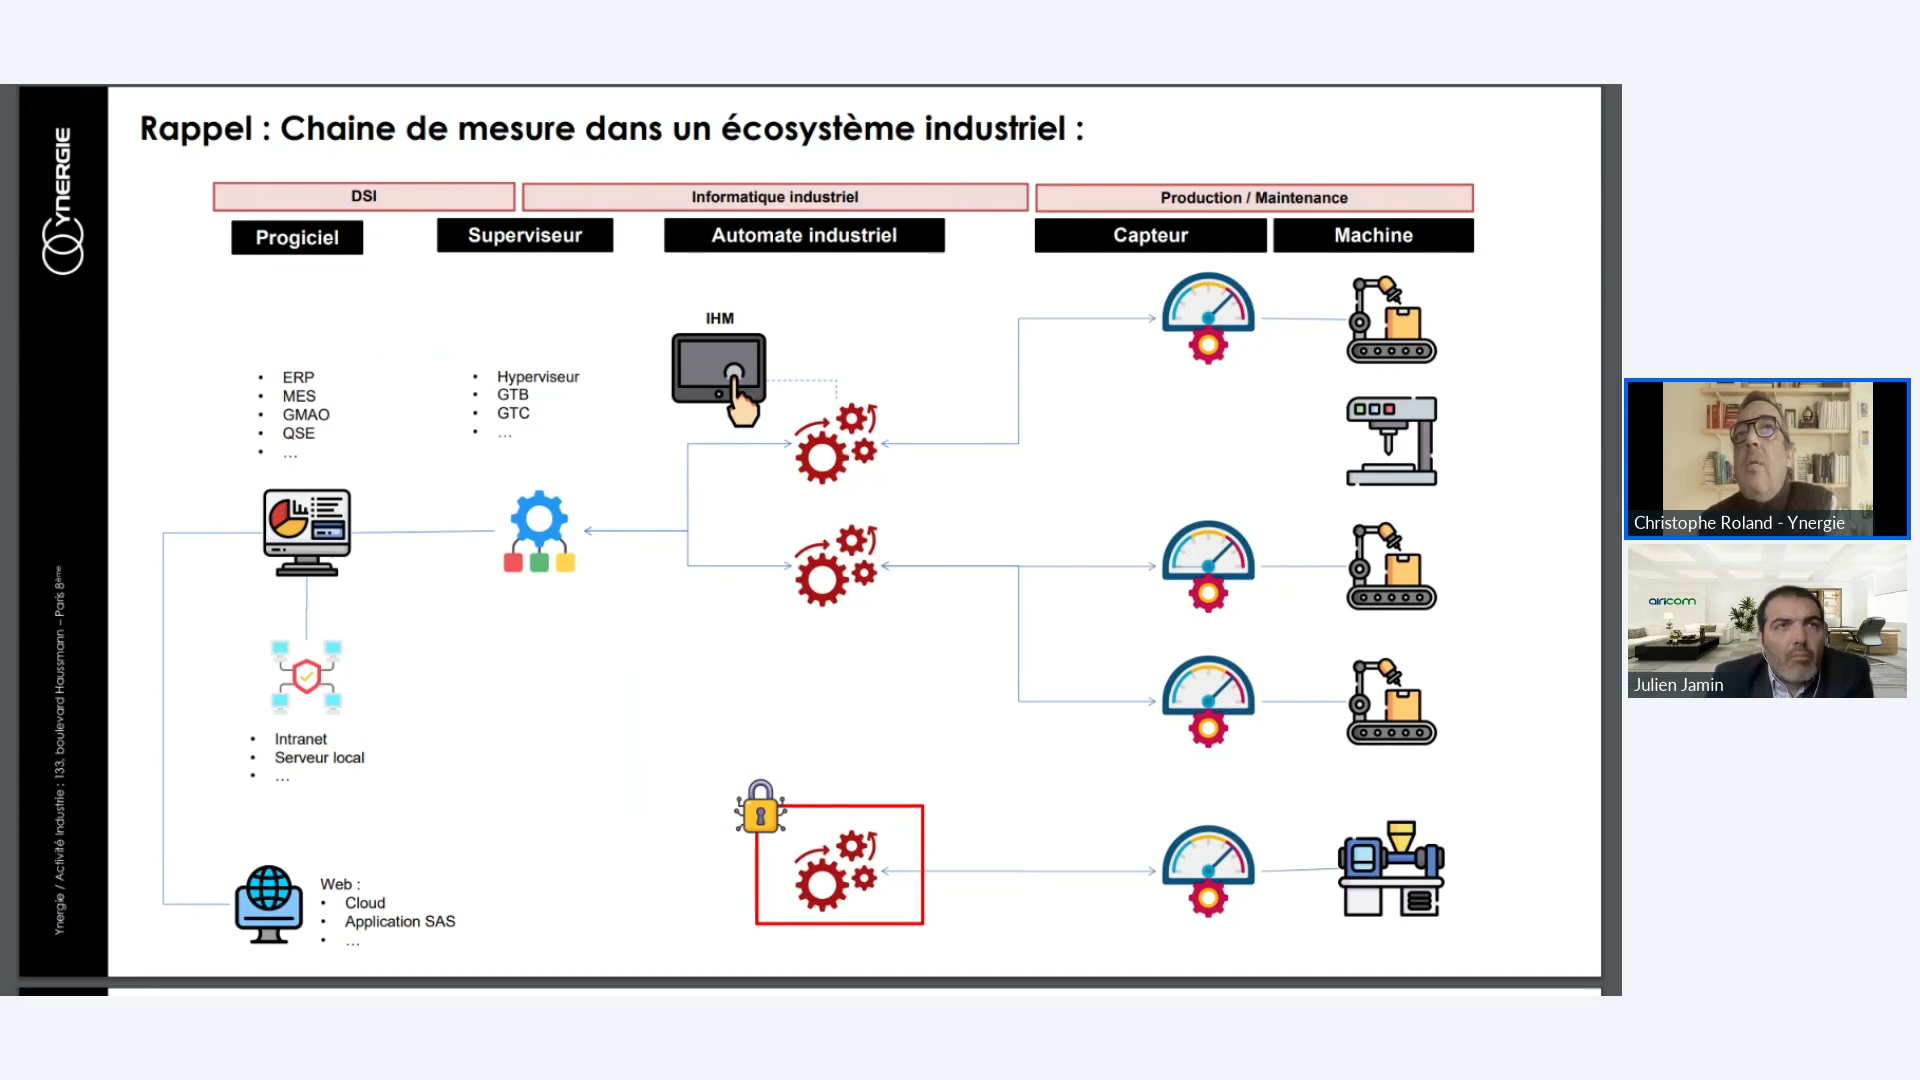 Rappel : Chaine de mesure dans un écosystème industriel :
YNERGIE
Ynergie / Activité Industrie : 133, boulevard Haussmann – Paris 8ème
DSI
Informatique industriel
Production / Maintenance
Progiciel
Superviseur
Automate industriel
Capteur
Machine
IHM
• ERP
• MES
• GMAO
• QSE
• ...
• Hyperviseur
• GTB
• GTC
• ...
• Intranet
• Serveur local
• ...
Web :
• Cloud
• Application SAS
• ...
Christophe Roland - Ynergie
airicom
Julien Jamin